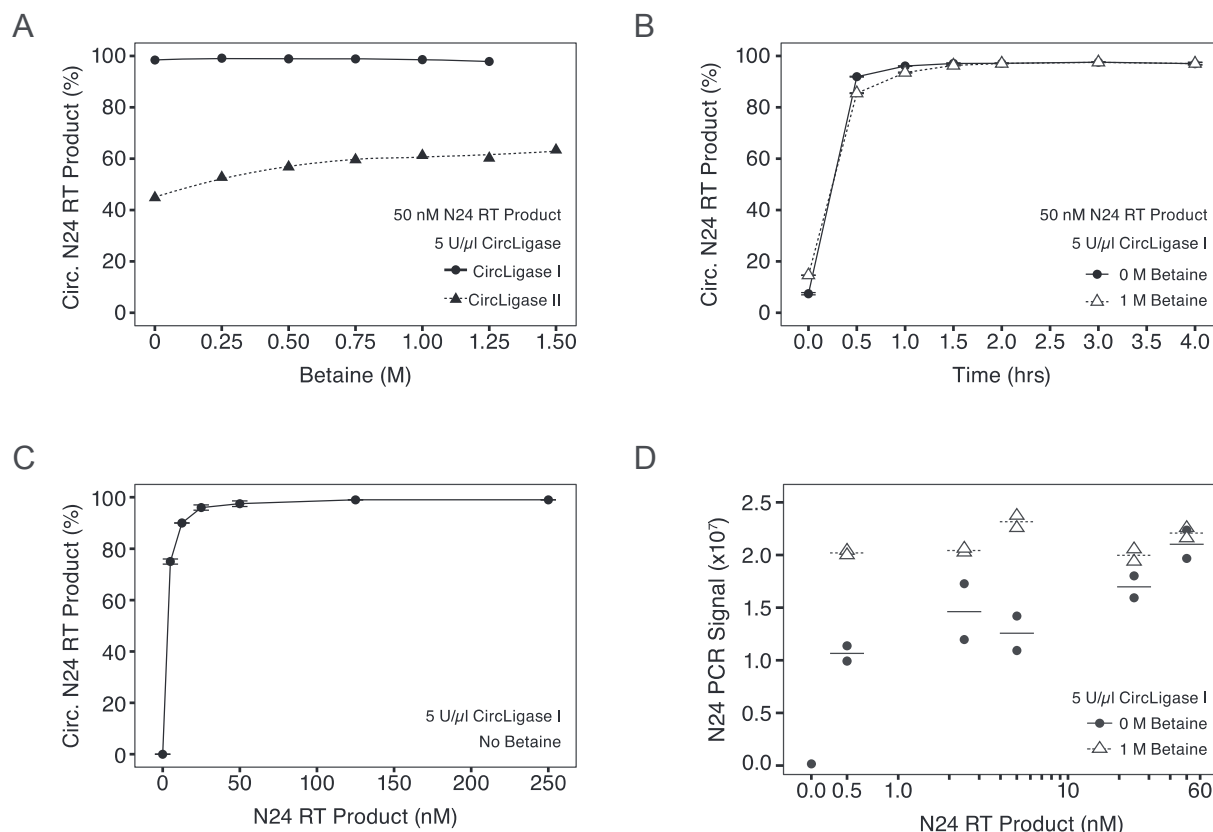 A
Circ. N24 RT Product (%)
100
80
60
40
20
0
50 nM N24 RT Product
5 U/µl CircLigase
CircLigase I
CircLigase II
0 0.25 0.50 0.75 1.00 1.25 1.50
Betaine (M)
B
Circ. N24 RT Product (%)
100
80
60
40
20
0
50 nM N24 RT Product
5 U/µl CircLigase I
0 M Betaine
1 M Betaine
0.0 0.5 1.0 1.5 2.0 2.5 3.0 3.5 4.0
Time (hrs)
C
Circ. N24 RT Product (%)
100
80
60
40
20
0
5 U/µl CircLigase I
No Betaine
0 50 100 150 200 250
N24 RT Product (nM)
D
N24 PCR Signal (x10⁷)
2.5
2.0
1.5
1.0
0.5
0.0
5 U/µl CircLigase I
0 M Betaine
1 M Betaine
0.0 0.5 1.0 10 60
N24 RT Product (nM)